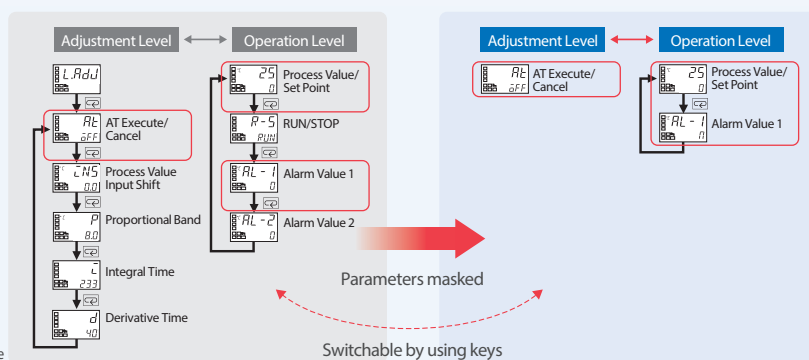 Adjustment Level
Operation Level
L.AdJ
At
oFF
AT Execute/
Cancel
INS
0.0
Process Value
Input Shift
P
8.0
Proportional Band
i
233
Integral Time
d
40
Derivative Time
°C 25
0
Process Value/
Set Point
R-S
RUN
RUN/STOP
°C AL-1
0
Alarm Value 1
°C AL-2
0
Alarm Value 2
Parameters masked
Switchable by using keys
Adjustment Level
Operation Level
At
oFF
AT Execute/
Cancel
°C 25
0
Process Value/
Set Point
°C AL-1
0
Alarm Value 1
e